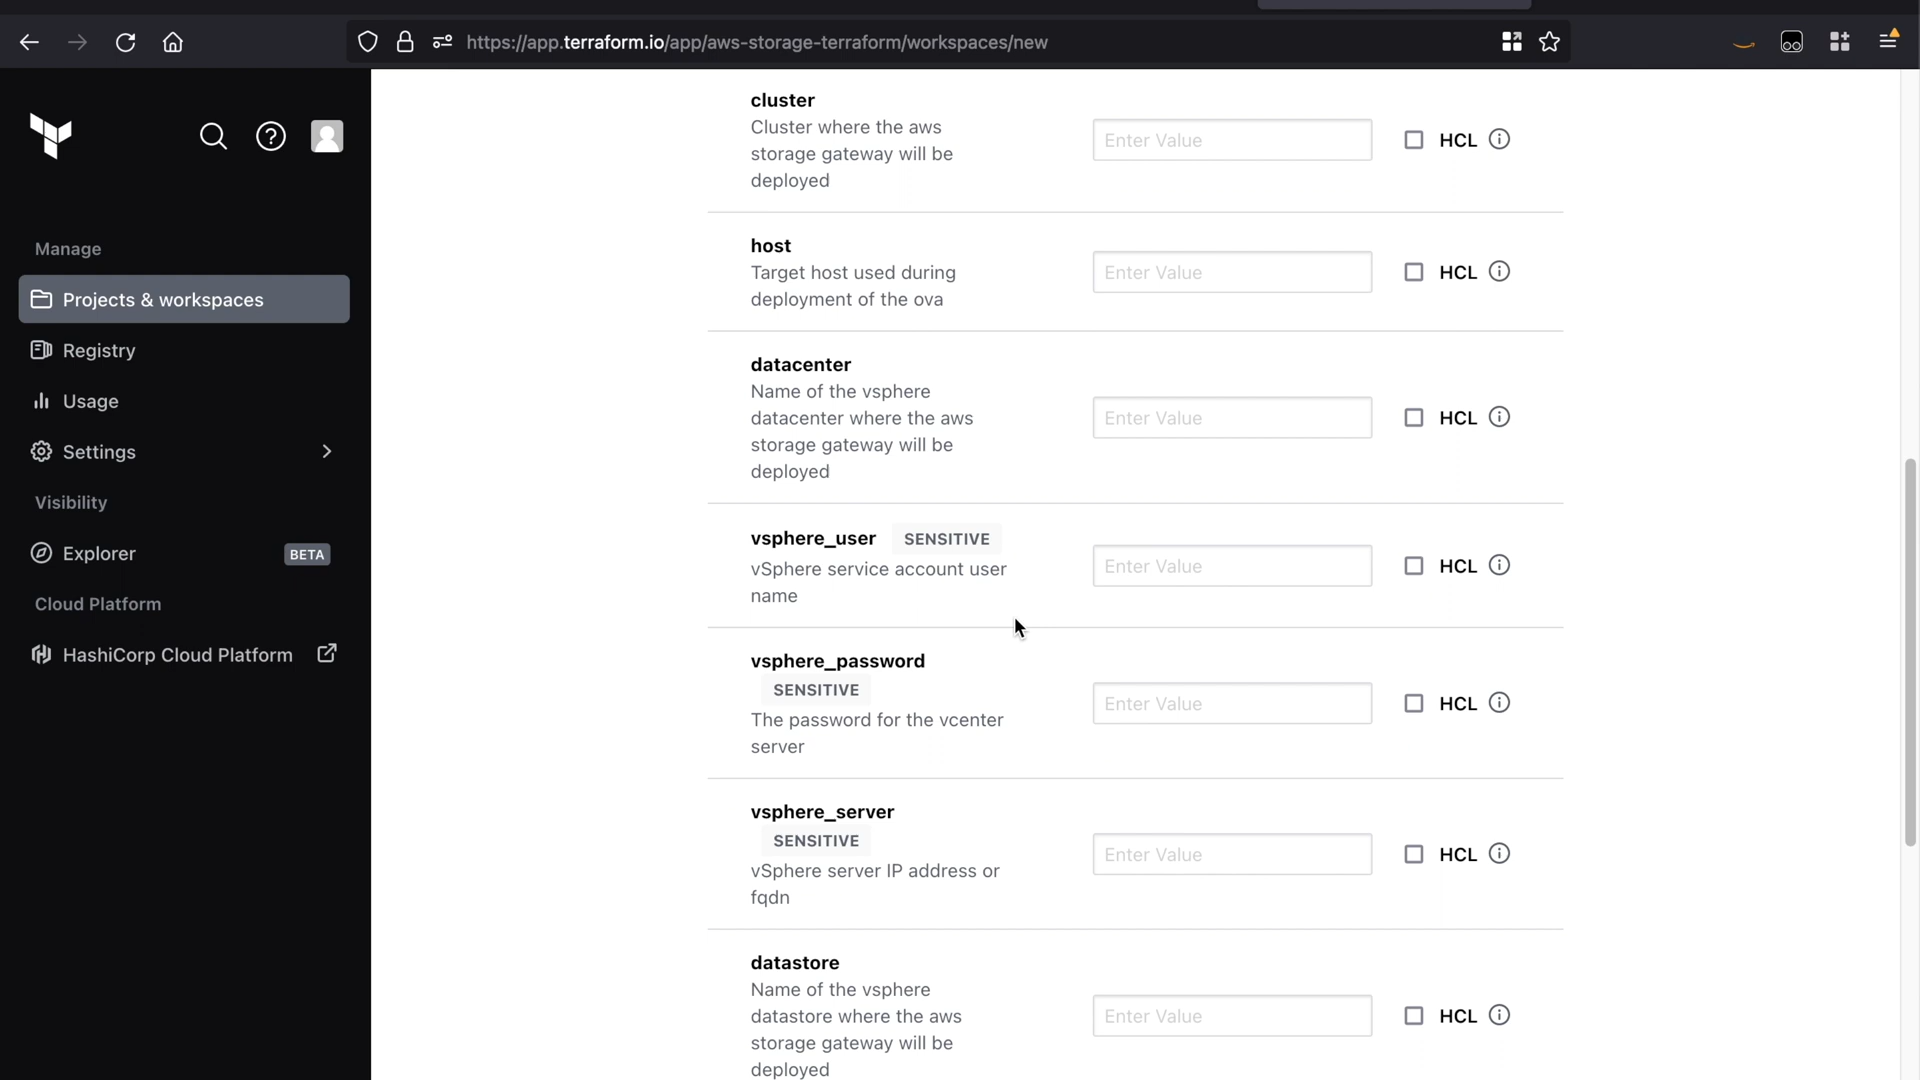 https://app.terraform.io/app/aws-storage-terraform/workspaces/new
Manage
Projects & workspaces
Registry
Usage
Settings
Visibility
Explorer BETA
Cloud Platform
HashiCorp Cloud Platform
cluster
Cluster where the aws
storage gateway will be
deployed
Enter Value HCL
host
Target host used during
deployment of the ova
Enter Value HCL
datacenter
Name of the vsphere
datacenter where the aws
storage gateway will be
deployed
Enter Value HCL
vsphere_user SENSITIVE
vSphere service account user
name
Enter Value HCL
vsphere_password
SENSITIVE
The password for the vcenter
server
Enter Value HCL
vsphere_server
SENSITIVE
vSphere server IP address or
fqdn
Enter Value HCL
datastore
Name of the vsphere
datastore where the aws
storage gateway will be
deployed
Enter Value HCL